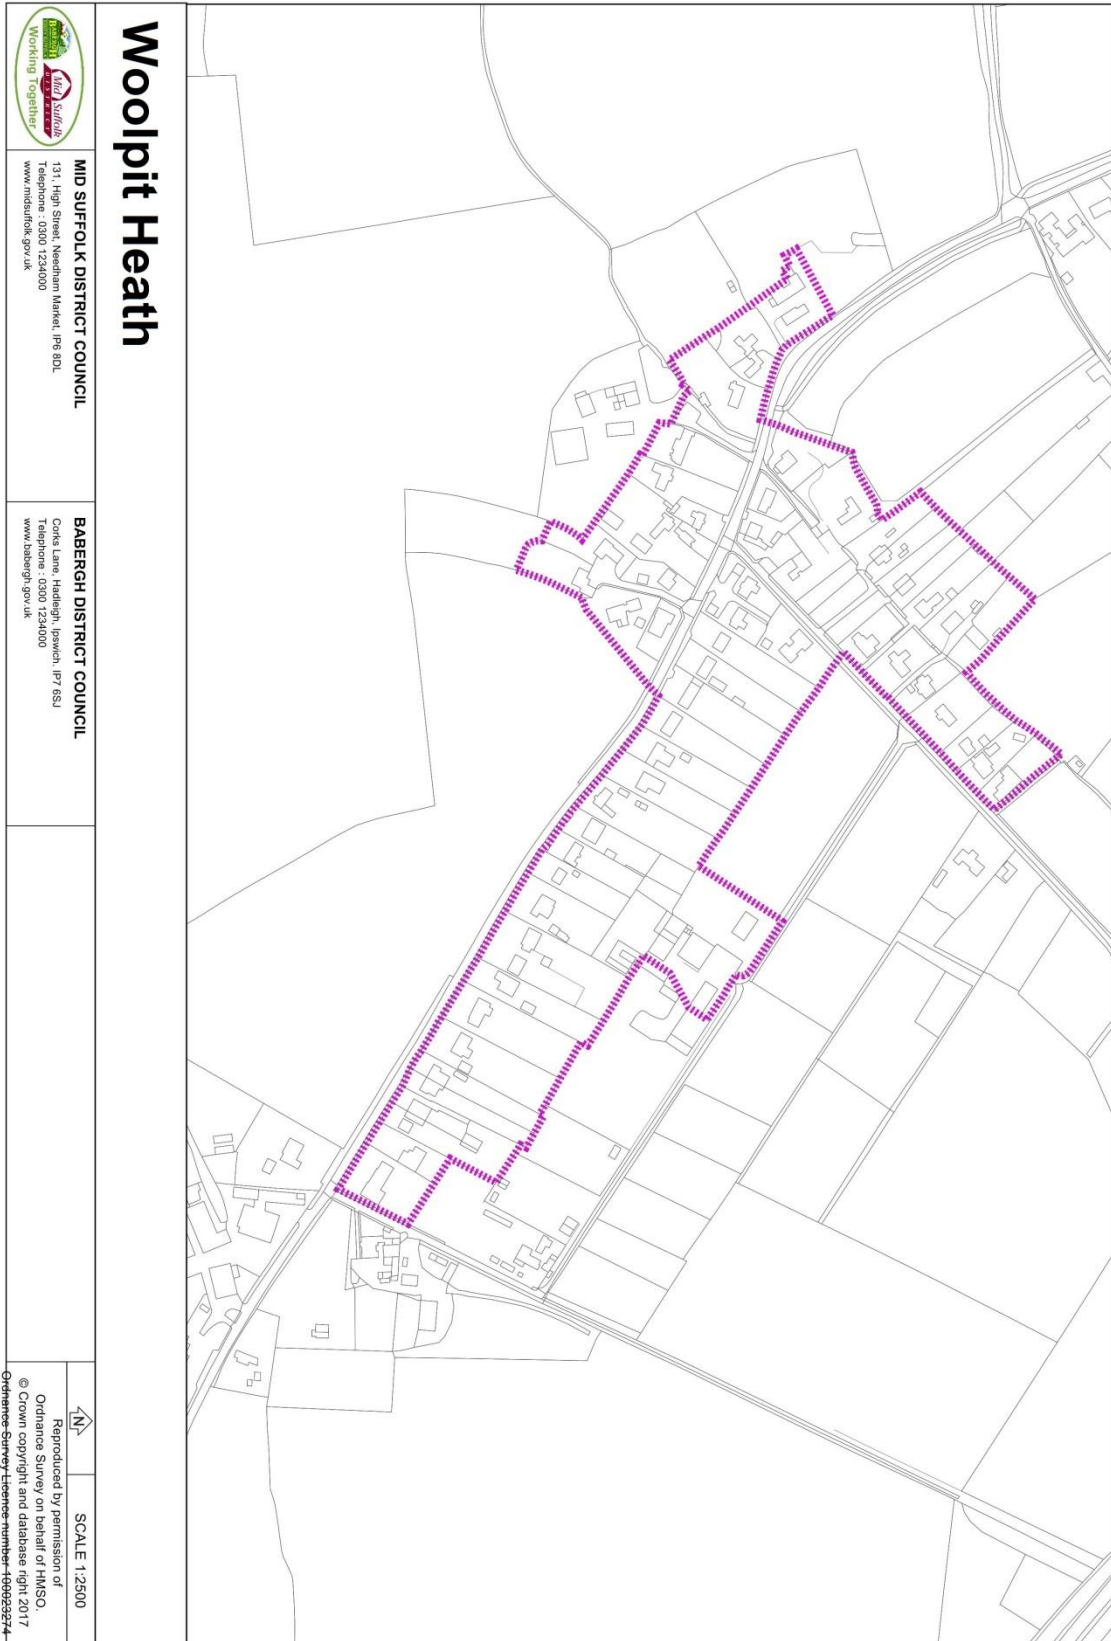 Woolpit Heath
BABERGH
Mid Suffolk
DISTRICT
Working Together
MID SUFFOLK DISTRICT COUNCIL
131, High Street, Needham Market, IP6 8DL
Telephone : 0300 1234000
www.midsuffolk.gov.uk
BABERGH DISTRICT COUNCIL
Corks Lane, Hadleigh, Ipswich. IP7 6SJ
Telephone : 0300 1234000
www.babergh.gov.uk
N
SCALE 1:2500
Reproduced by permission of
Ordnance Survey on behalf of HMSO.
© Crown copyright and database right 2017
Ordnance Survey Licence number 100023274